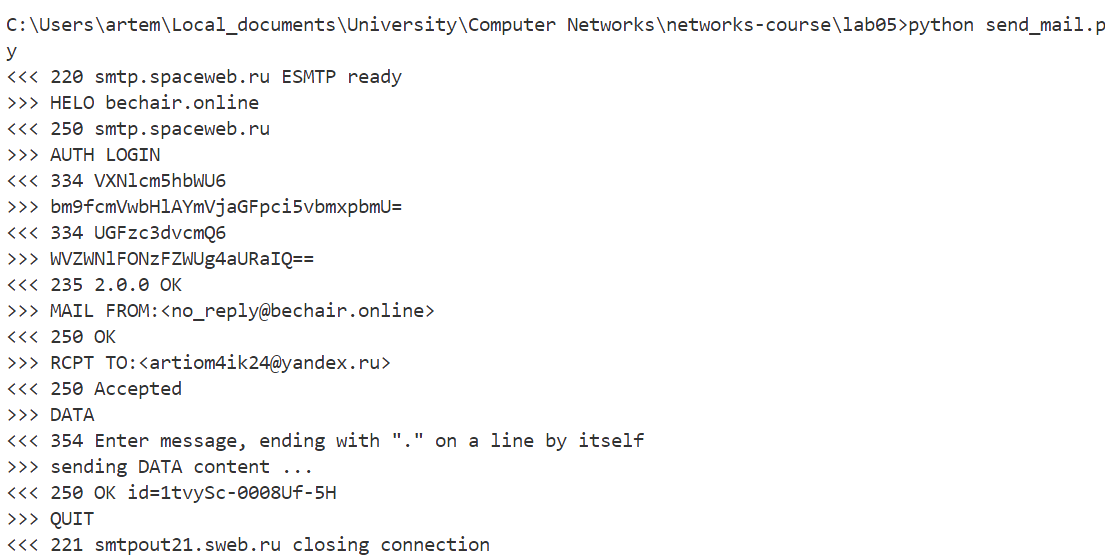 C:\Users\artem\Local_documents\University\Computer Networks\networks-course\lab05>python send_mail.p
y
<<< 220 smtp.spaceweb.ru ESMTP ready
>>> HELO bechair.online
<<< 250 smtp.spaceweb.ru
>>> AUTH LOGIN
<<< 334 VXNlcm5hbWU6
>>> bm9fcmVwbHlAYmVjaGFpci5vbmxpbmU=
<<< 334 UGFzc3dvcmQ6
>>> WVZWNlFONzFZWUg4aURaIQ==
<<< 235 2.0.0 OK
>>> MAIL FROM:<no_reply@bechair.online>
<<< 250 OK
>>> RCPT TO:<artiom4ik24@yandex.ru>
<<< 250 Accepted
>>> DATA
<<< 354 Enter message, ending with "." on a line by itself
>>> sending DATA content ...
<<< 250 OK id=1tvySc-0008Uf-5H
>>> QUIT
<<< 221 smtpout21.sweb.ru closing connection